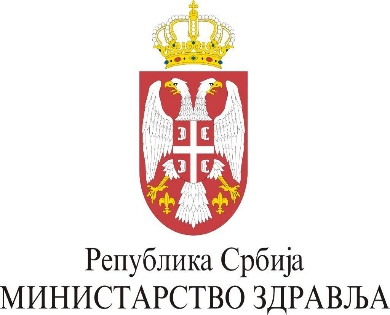 Република Србија
МИНИСТАРСТВО ЗДРАВЉА